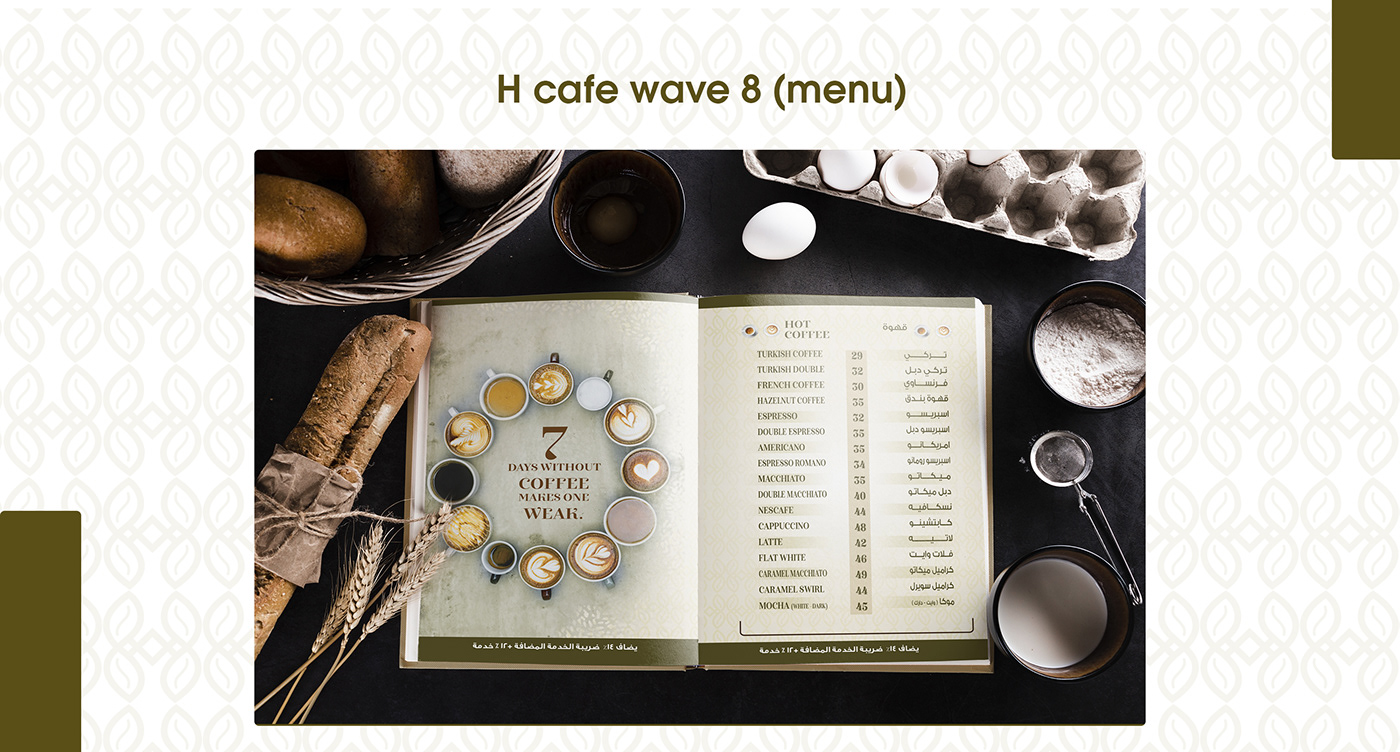 H cafe wave 8 (menu)
7
DAYS WITHOUT
COFFEE
MAKES ONE
WEAK.
يضاف ١٤٪ ضريبة الخدمة المضافة +١٢ ٪ خدمة
HOT COFFEE قهوة
TURKISH COFFEE 29 تركي
TURKISH DOUBLE 32 تركي دبل
FRENCH COFFEE 30 فرنساوي
HAZELNUT COFFEE 35 قهوة بندق
ESPRESSO 32 اسبريسو
DOUBLE ESPRESSO 35 اسبريسو دبل
AMERICANO 35 امريكانو
ESPRESSO ROMANO 34 اسبريسو رومانو
MACCHIATO 35 ميكاتو
DOUBLE MACCHIATO 40 دبل ميكاتو
NESCAFE 44 نسكافيه
CAPPUCCINO 48 كابتشينو
LATTE 42 لاتيه
FLAT WHITE 46 فلات وايت
CARAMEL MACCHIATO 49 كراميل ميكاتو
CARAMEL SWIRL 44 كراميل سويرل
MOCHA (WHITE - DARK) 45 موكا (وايت - دارك)
يضاف ١٤٪ ضريبة الخدمة المضافة +١٢ ٪ خدمة